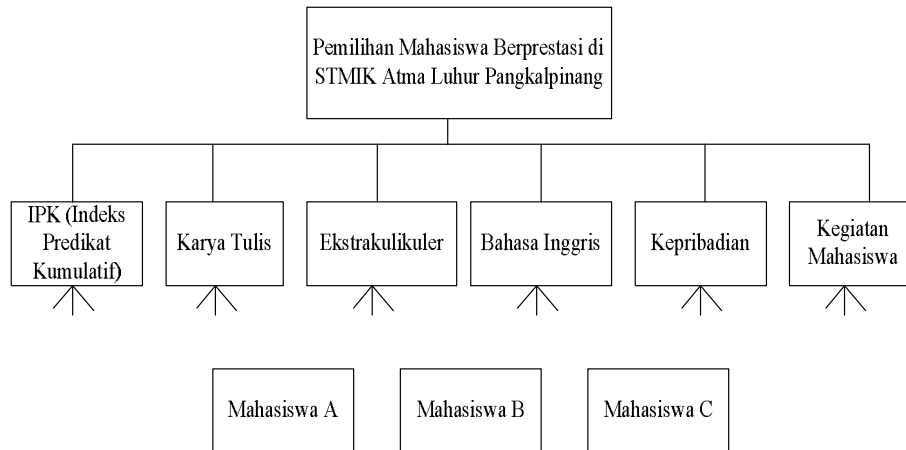 Pemilihan Mahasiswa Berprestasi di
STMIK Atma Luhur Pangkalpinang
IPK (Indeks
Predikat
Kumulatif)
Karya Tulis
Ekstrakulikuler
Bahasa Inggris
Kepribadian
Kegiatan
Mahasiswa
Mahasiswa A
Mahasiswa B
Mahasiswa C